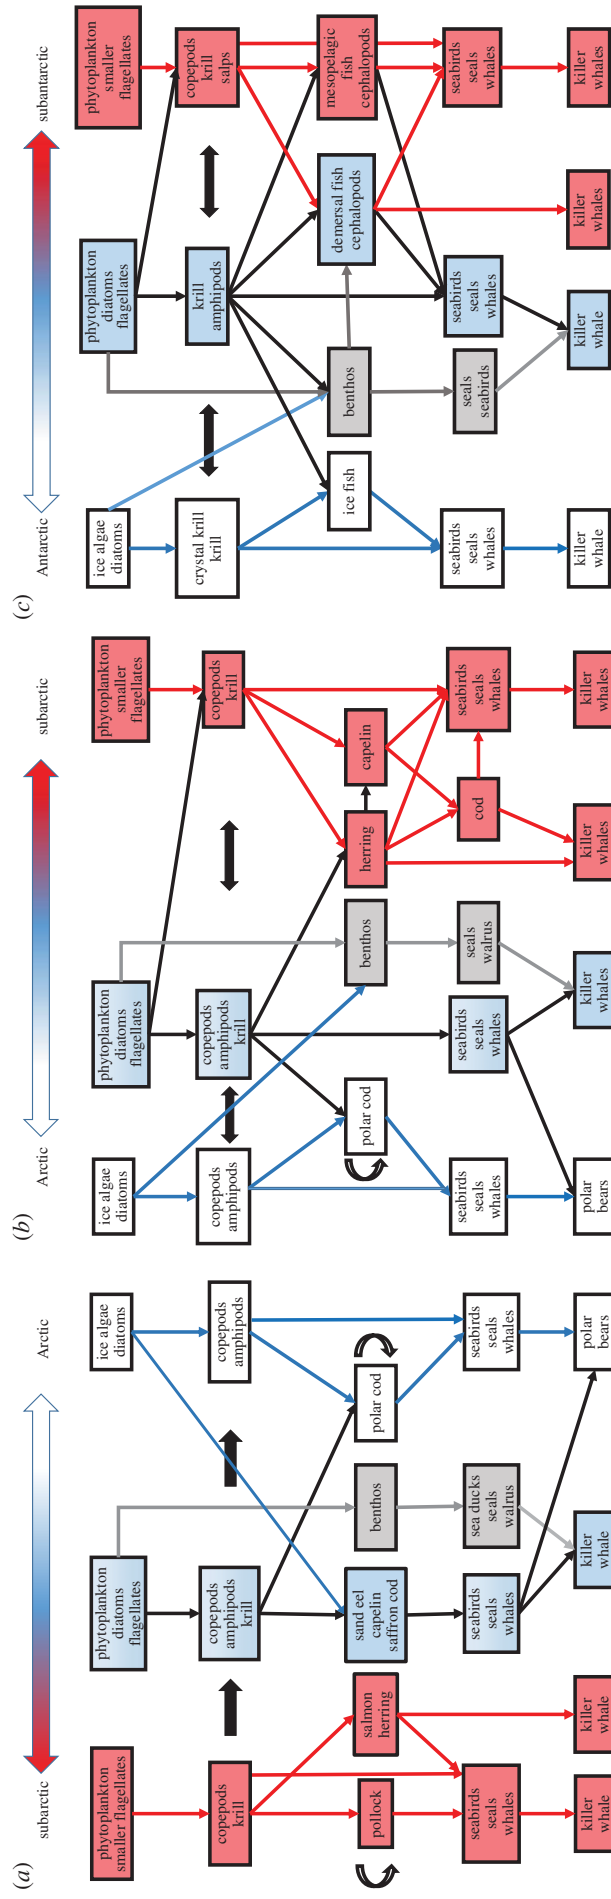 (a)
subarctic
Arctic
phytoplankton
smaller flagellates
phytoplankton
diatoms
flagellates
ice algae
diatoms
copepods
krill
copepods
amphipods
krill
copepods
amphipods
pollock
salmon
herring
sand eel
capelin
saffron cod
benthos
polar cod
seabirds
seals
whales
seabirds
seals
whales
sea ducks
seals
walrus
seabirds
seals
whales
killer
whale
killer
whale
killer
whale
polar
bears
(b)
Arctic
subarctic
ice algae
diatoms
phytoplankton
diatoms
flagellates
phytoplankton
smaller
flagellates
copepods
amphipods
copepods
amphipods
krill
copepods
krill
polar cod
benthos
herring
capelin
seabirds
seals
whales
seabirds
seals
whales
seals
walrus
cod
seabirds
seals
whales
polar
bears
killer
whales
killer
whales
killer
whales
(c)
Antarctic
subantarctic
ice algae
diatoms
phytoplankton
diatoms
flagellates
phytoplankton
smaller
flagellates
crystal krill
krill
krill
amphipods
copepods
krill
salps
ice fish
benthos
demersal fish
cephalopods
mesopelagic
fish
cephalopods
seabirds
seals
whales
seals
seabirds
seabirds
seals
whales
seabirds
seals
whales
killer
whale
killer
whale
killer
whales
killer
whales